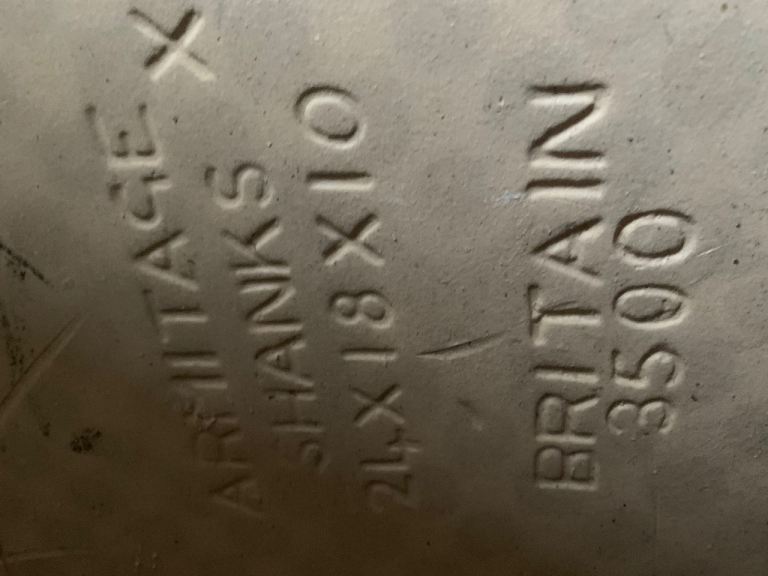 ARMITAGE X
SHANKS
24X18X10
BRITAIN
3500